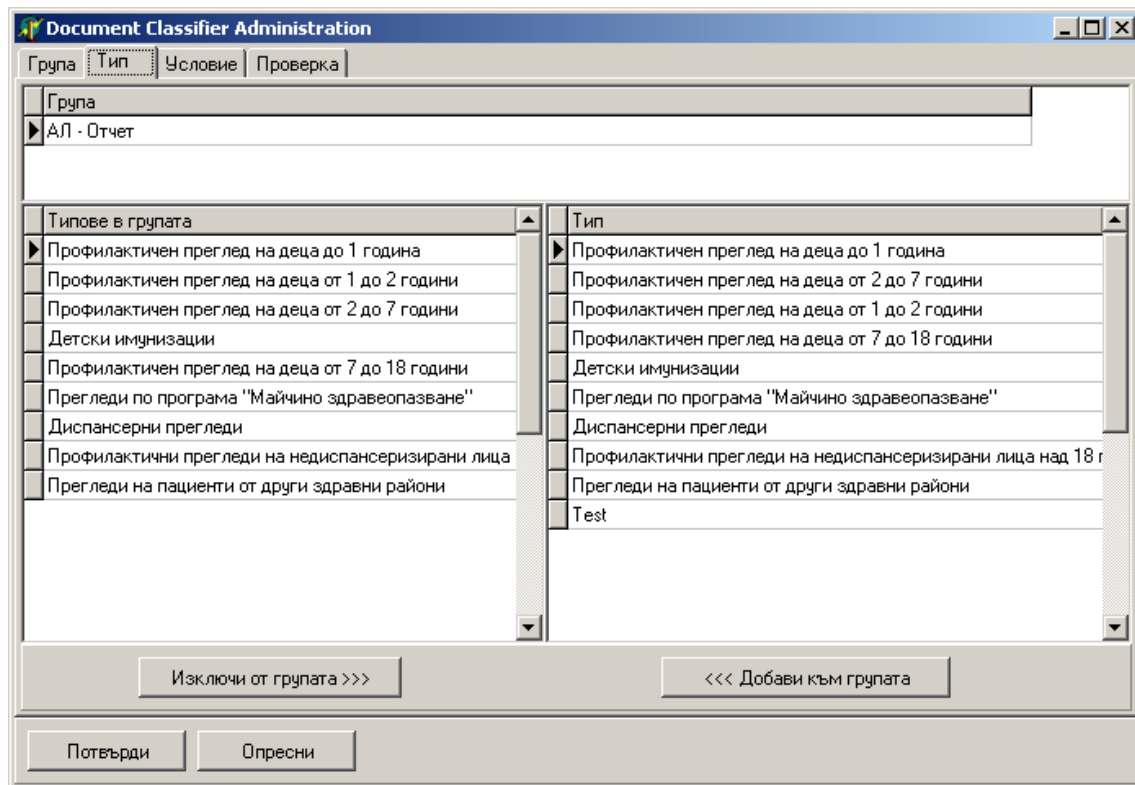 Document Classifier Administration
Група Тип Условие Проверка
Група
АЛ - Отчет
Типове в групата
Профилактичен преглед на деца до 1 година
Профилактичен преглед на деца от 1 до 2 години
Профилактичен преглед на деца от 2 до 7 години
Детски имунизации
Профилактичен преглед на деца от 7 до 18 години
Прегледи по програма "Майчино здравеопазване"
Диспансерни прегледи
Профилактични прегледи на недиспансеризирани лица
Прегледи на пациенти от други здравни райони
Тип
Профилактичен преглед на деца до 1 година
Профилактичен преглед на деца от 2 до 7 години
Профилактичен преглед на деца от 1 до 2 години
Профилактичен преглед на деца от 7 до 18 години
Детски имунизации
Прегледи по програма "Майчино здравеопазване"
Диспансерни прегледи
Профилактични прегледи на недиспансеризирани лица над 18 г
Прегледи на пациенти от други здравни райони
Test
Изключи от групата >>>
<<< Добави към групата
Потвърди
Опресни